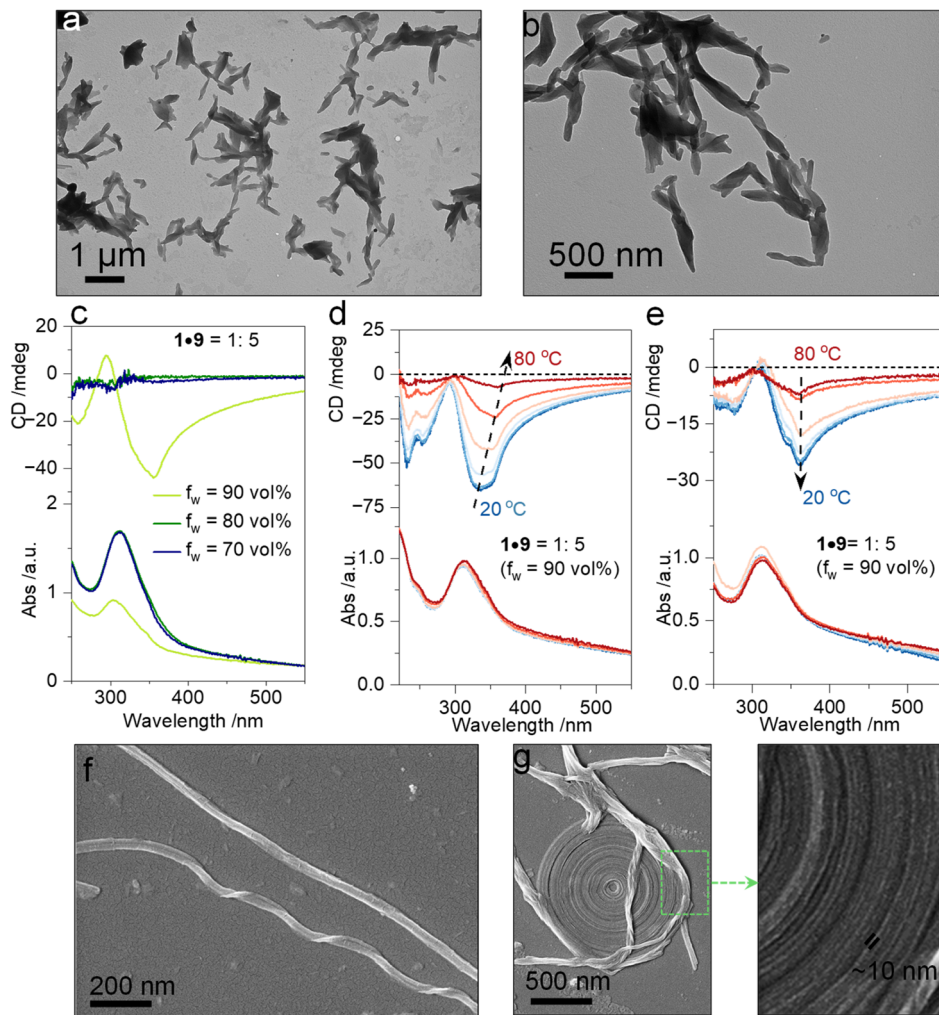 a
1 µm
b
500 nm
c
CD /mdeg
20
0
−20
−40
1•9 = 1: 5
f_w = 90 vol%
f_w = 80 vol%
f_w = 70 vol%
Abs /a.u.
2
1
0
300 400 500
Wavelength /nm
d
CD /mdeg
25
0
-25
-50
-75
80 °C
20 °C
1•9 = 1: 5
(f_w = 90 vol%)
Abs /a.u.
1.0
0.5
0.0
300 400 500
Wavelength /nm
e
CD /mdeg
15
0
-15
-30
80 °C
20 °C
1•9= 1: 5
(f_w = 90 vol%)
Abs /a.u.
1.0
0.5
0.0
300 400 500
Wavelength /nm
f
200 nm
g
500 nm
~10 nm